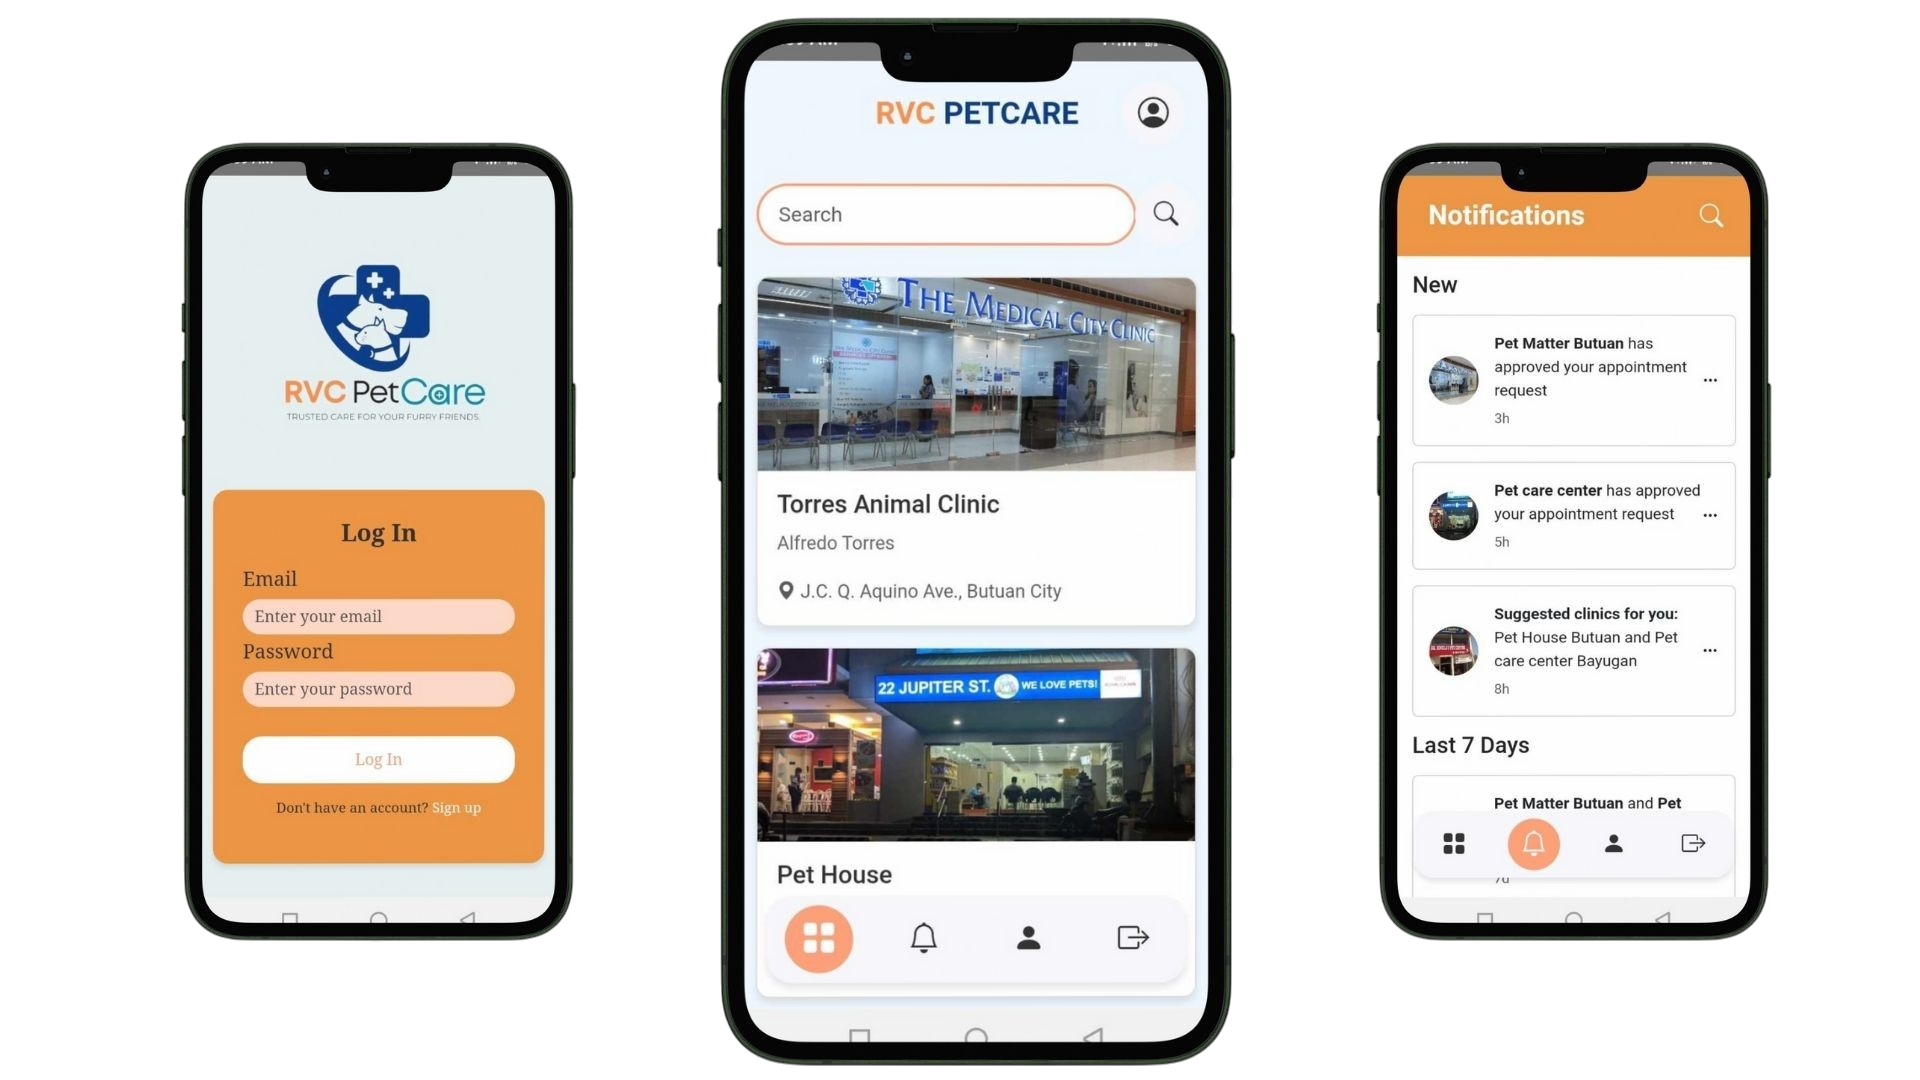 RVC PetCare
TRUSTED CARE FOR YOUR FURRY FRIENDS.
Log In
Email
Enter your email
Password
Enter your password
Log In
Don't have an account? Sign up
RVC PETCARE
Search
THE MEDICAL CITY CLINIC
Torres Animal Clinic
Alfredo Torres
J.C. Q. Aquino Ave., Butuan City
22 JUPITER ST. WE LOVE PETS!
Pet House
Notifications
New
Pet Matter Butuan has
approved your appointment
request
3h
Pet care center has approved
your appointment request
5h
Suggested clinics for you:
Pet House Butuan and Pet
care center Bayugan
8h
Last 7 Days
Pet Matter Butuan and Pet
7d